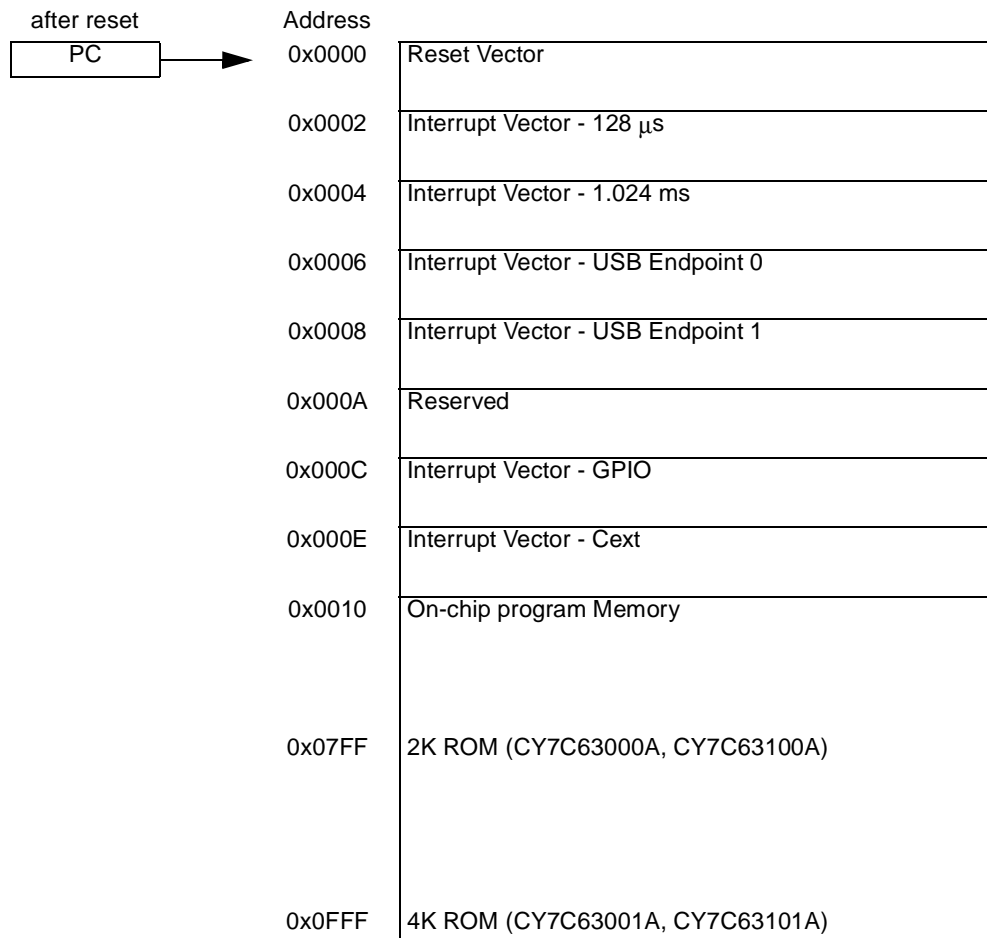 after reset Address
PC 0x0000 Reset Vector
0x0002 Interrupt Vector - 128 μs
0x0004 Interrupt Vector - 1.024 ms
0x0006 Interrupt Vector - USB Endpoint 0
0x0008 Interrupt Vector - USB Endpoint 1
0x000A Reserved
0x000C Interrupt Vector - GPIO
0x000E Interrupt Vector - Cext
0x0010 On-chip program Memory
0x07FF 2K ROM (CY7C63000A, CY7C63100A)
0x0FFF 4K ROM (CY7C63001A, CY7C63101A)